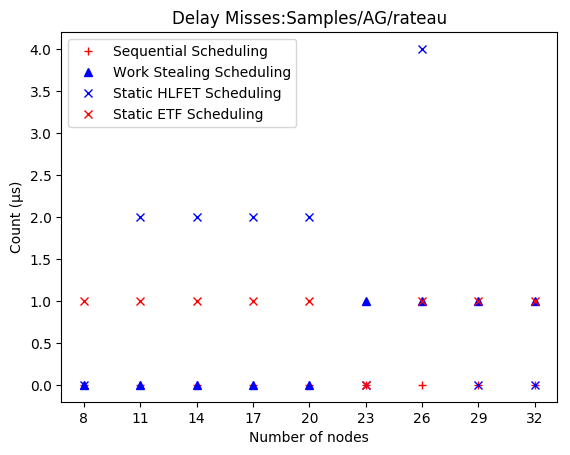 Delay Misses:Samples/AG/rateau
Sequential Scheduling
Work Stealing Scheduling
Static HLFET Scheduling
Static ETF Scheduling
Count (µs)
4.0
3.5
3.0
2.5
2.0
1.5
1.0
0.5
0.0
8 11 14 17 20 23 26 29 32
Number of nodes